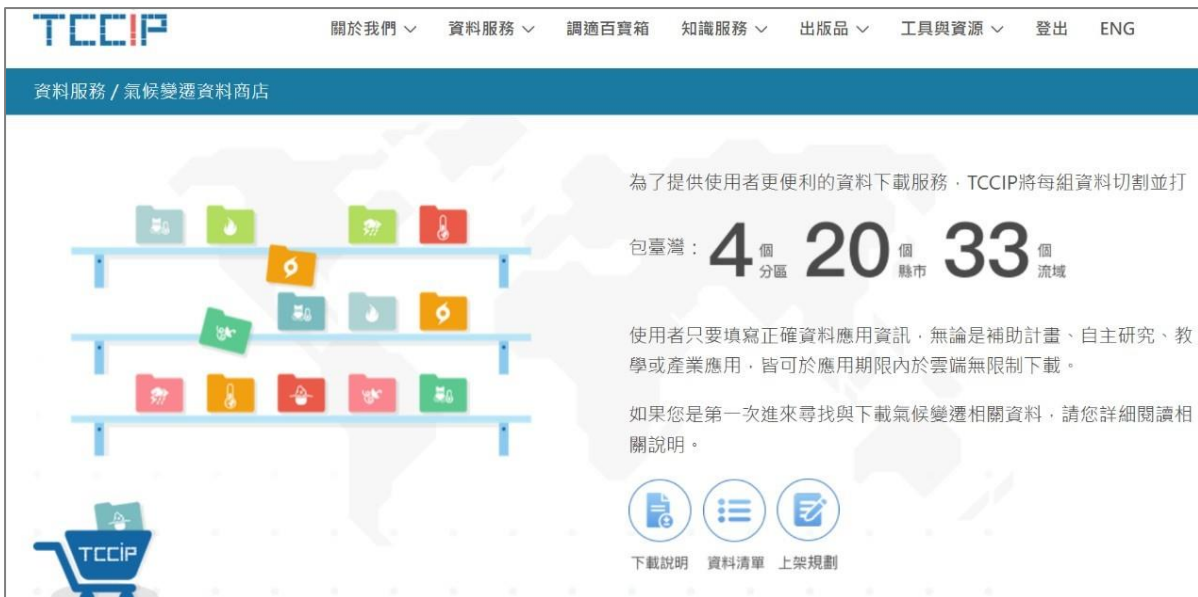 TCCIP
關於我們 資料服務 調適百寶箱 知識服務 出版品 工具與資源 登出 ENG
資料服務 / 氣候變遷資料商店
為了提供使用者更便利的資料下載服務，TCCIP將每組資料切割並打
包臺灣：4個分區 20個縣市 33個流域
使用者只要填寫正確資料應用資訊，無論是補助計畫、自主研究、教
學或產業應用，皆可於應用期限內於雲端無限制下載。
如果您是第一次進來尋找與下載氣候變遷相關資料，請您詳細閱讀相
關說明。
下載說明 資料清單 上架規劃
TCCIP